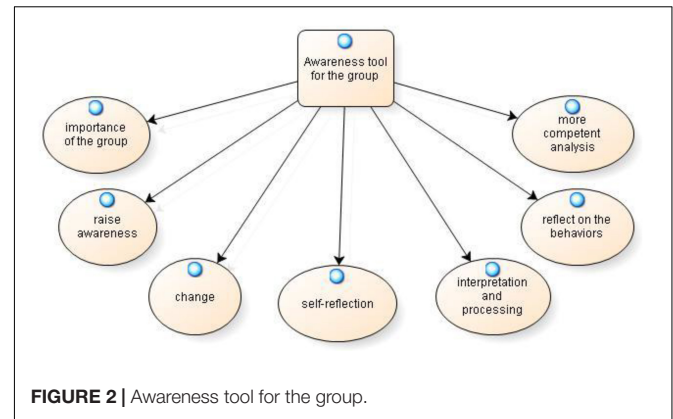 Awareness tool
for the group
importance
of the group
more
competent
analysis
raise
awareness
reflect on the
behaviors
change
self-reflection
interpretation
and
processing
FIGURE 2 | Awareness tool for the group.